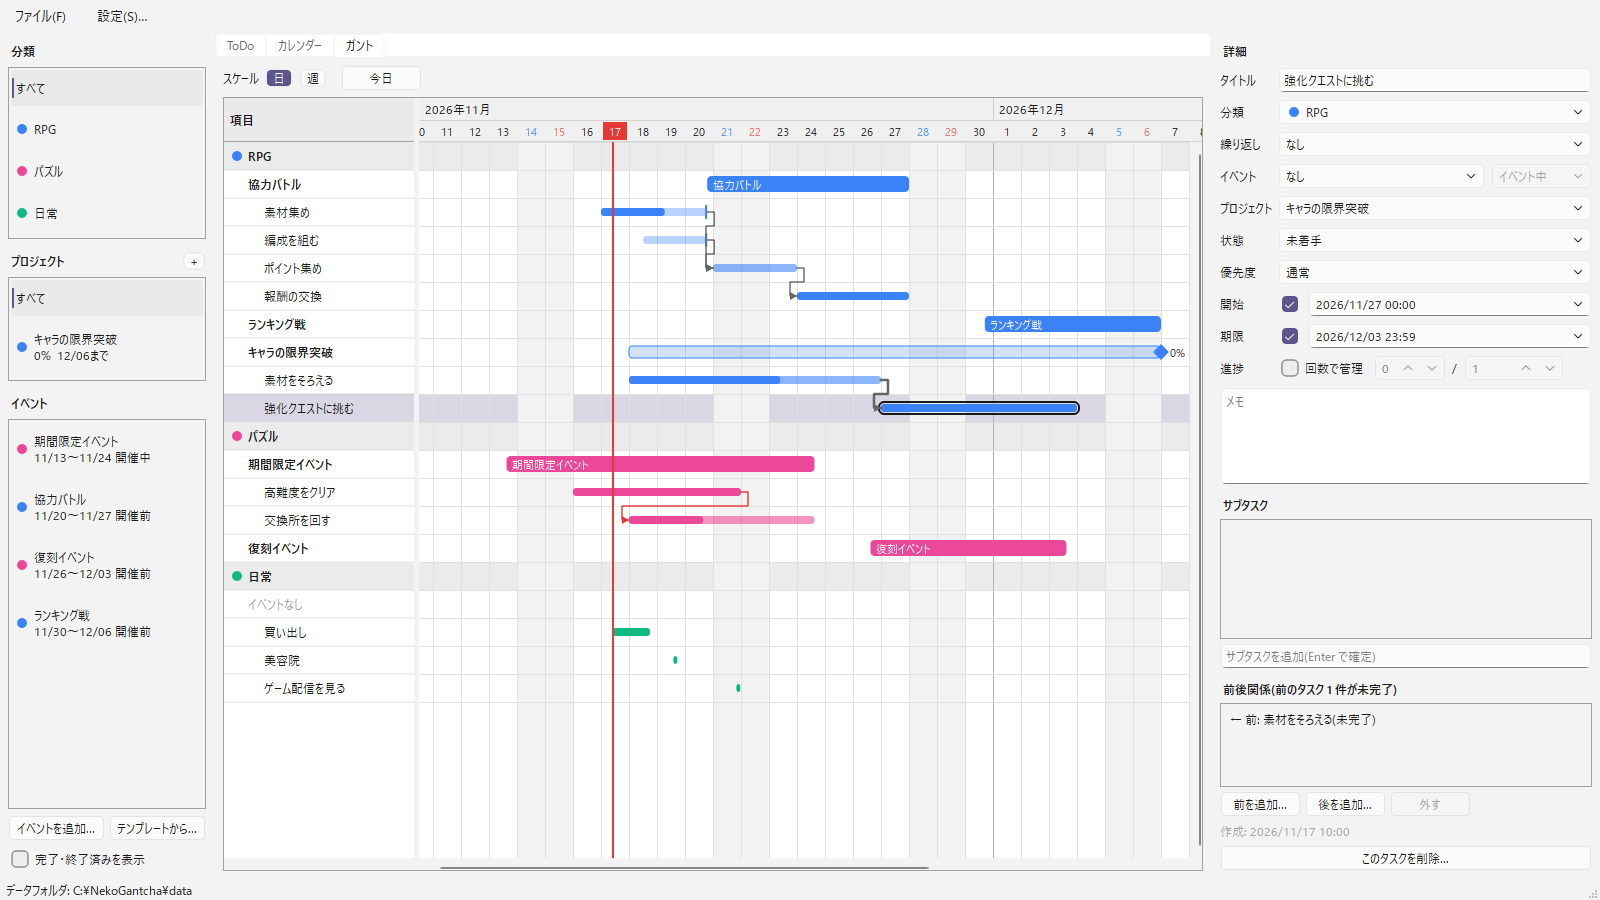 ファイル(F)
設定(S)...
分類
すべて
RPG
パズル
日常
プロジェクト
+
すべて
キャラの限界突破
0% 12/06まで
イベント
期間限定イベント
11/13～11/24 開催中
協力バトル
11/20～11/27 開催前
復刻イベント
11/26～12/03 開催前
ランキング戦
11/30～12/06 開催前
イベントを追加...
テンプレートから...
完了・終了済みを表示
データフォルダ: C:¥NekoGantcha¥data
ToDo
カレンダー
ガント
スケール
日
週
今日
項目
2026年11月
2026年12月
0 11 12 13 14 15 16 17 18 19 20 21 22 23 24 25 26 27 28 29 30 1 2 3 4 5 6 7
RPG
協力バトル
協力バトル
素材集め
編成を組む
ポイント集め
報酬の交換
ランキング戦
ランキング戦
キャラの限界突破
0%
素材をそろえる
強化クエストに挑む
パズル
期間限定イベント
期間限定イベント
高難度をクリア
交換所を回す
復刻イベント
復刻イベント
日常
イベントなし
買い出し
美容院
ゲーム配信を見る
詳細
タイトル
強化クエストに挑む
分類
RPG
繰り返し
なし
イベント
なし
イベント中
プロジェクト
キャラの限界突破
状態
未着手
優先度
通常
開始
2026/11/27 00:00
期限
2026/12/03 23:59
進捗
回数で管理
0
/
1
メモ
サブタスク
サブタスクを追加(Enter で確定)
前後関係(前のタスク 1 件が未完了)
← 前: 素材をそろえる(未完了)
前を追加...
後を追加...
外す
作成: 2026/11/17 10:00
このタスクを削除...